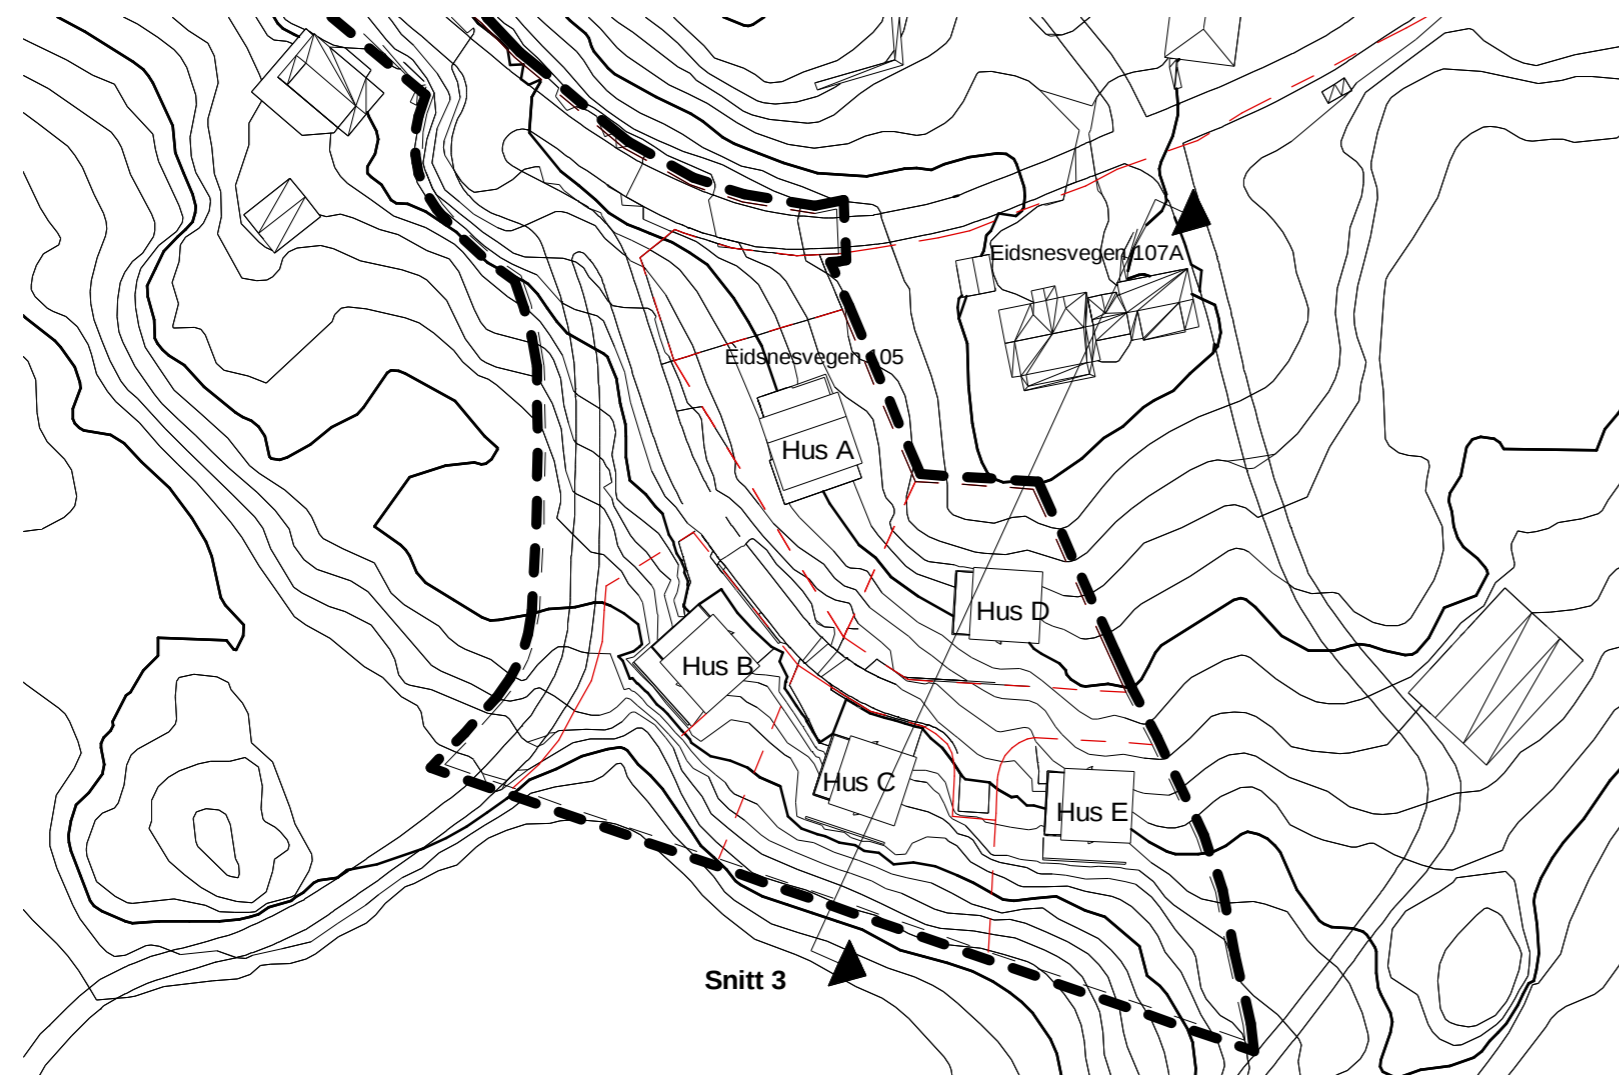 Eidsnesvegen 107A
Eidsnesvegen 105
Hus A
Hus D
Hus B
Hus C
Hus E
Snitt 3